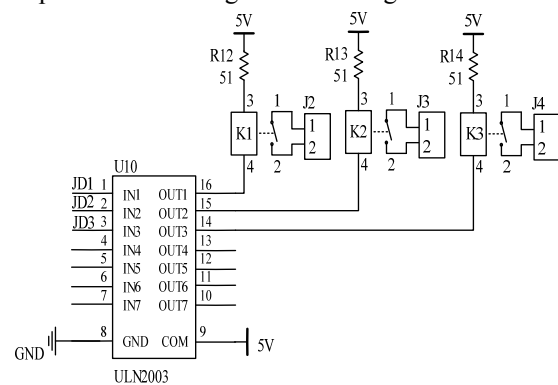 5V
R12
51
3
K1
4
1
2
J2
1
2
5V
R13
51
3
K2
4
1
2
J3
1
2
5V
R14
51
3
K3
4
1
2
J4
1
2
U10
JD1 1 IN1 OUT1 16
JD2 2 IN2 OUT2 15
JD3 3 IN3 OUT3 14
4 IN4 OUT4 13
5 IN5 OUT5 12
6 IN6 OUT6 11
7 IN7 OUT7 10
GND 8 GND COM 9 5V
ULN2003